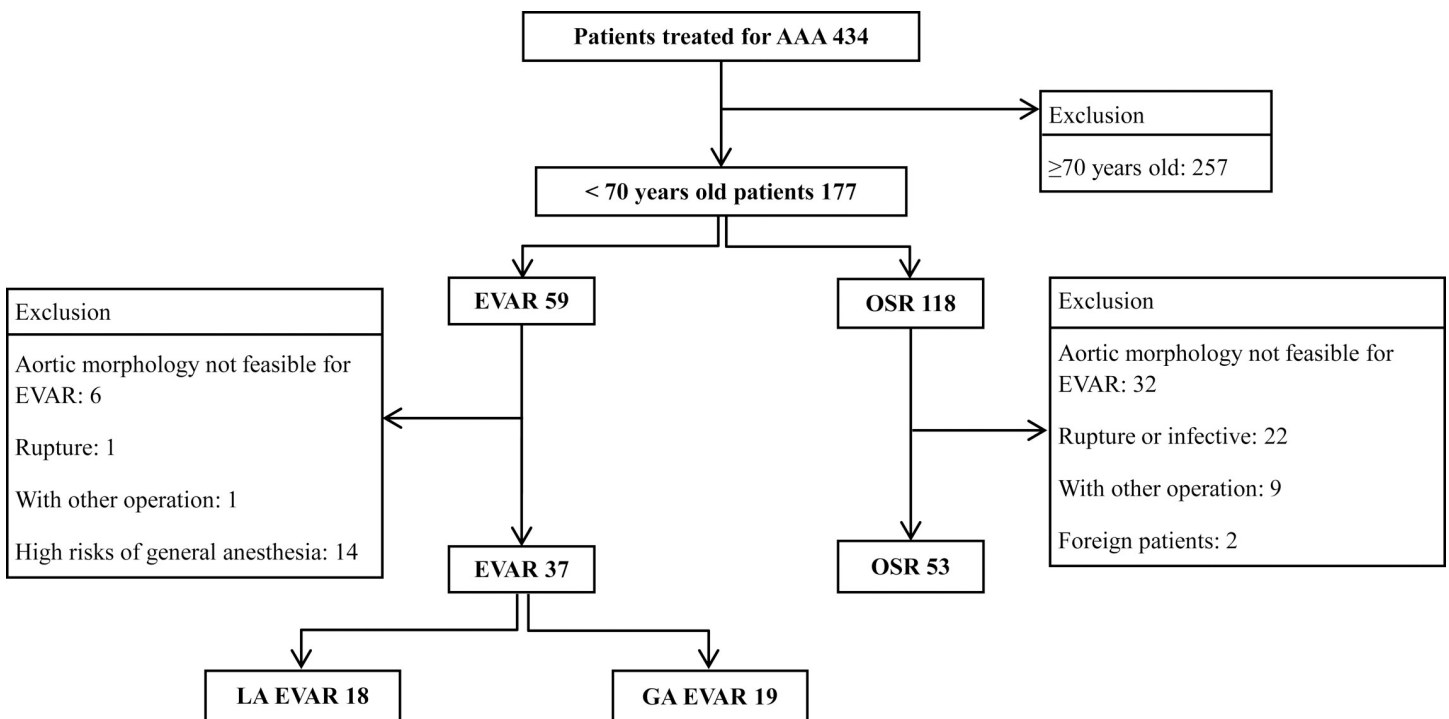 Patients treated for AAA 434
Exclusion
≥70 years old: 257
< 70 years old patients 177
EVAR 59
OSR 118
Exclusion
Aortic morphology not feasible for
EVAR: 6
Rupture: 1
With other operation: 1
High risks of general anesthesia: 14
Exclusion
Aortic morphology not feasible for
EVAR: 32
Rupture or infective: 22
With other operation: 9
Foreign patients: 2
EVAR 37
OSR 53
LA EVAR 18
GA EVAR 19